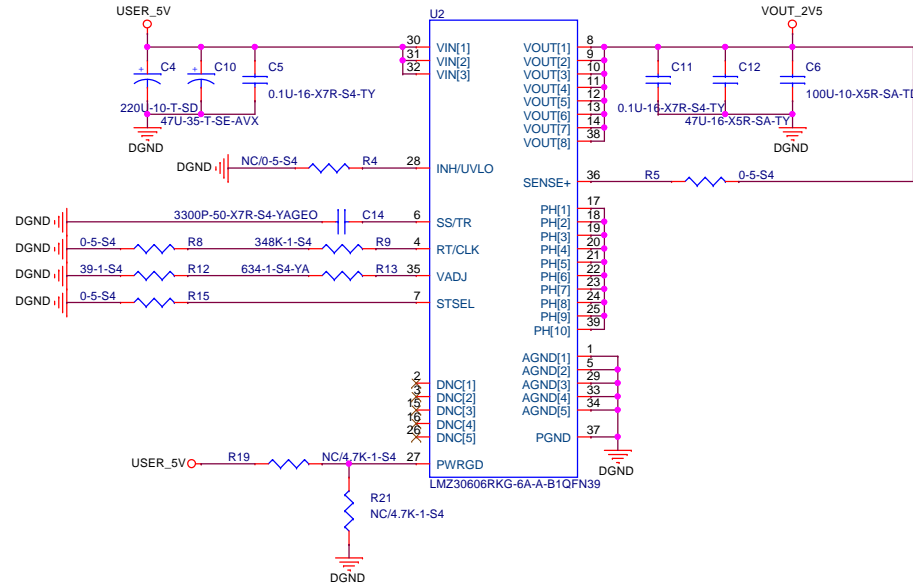 USER_5V
U2
VOUT_2V5
30 VIN[1] VOUT[1] 8
31 VIN[2] VOUT[2] 9
32 VIN[3] VOUT[3] 10
VOUT[4] 11
VOUT[5] 12
VOUT[6] 13
VOUT[7] 14
VOUT[8] 38
C4 C10 C5
0.1U-16-X7R-S4-TY
220U-10-T-SD
47U-35-T-SE-AVX
DGND
C11 C12 C6
100U-10-X5R-SA-TD
0.1U-16-X7R-S4-TY
47U-16-X5R-SA-TY
DGND
DGND NC/0-5-S4 R4 28 INH/UVLO
SENSE+ 36 R5 0-5-S4
DGND 3300P-50-X7R-S4-YAGEO C14 6 SS/TR
DGND 0-5-S4 R8 348K-1-S4 R9 4 RT/CLK
DGND 39-1-S4 R12 634-1-S4-YA R13 35 VADJ
DGND 0-5-S4 R15 7 STSEL
PH[1] 17
PH[2] 18
PH[3] 19
PH[4] 20
PH[5] 21
PH[6] 22
PH[7] 23
PH[8] 24
PH[9] 25
PH[10] 39
AGND[1] 1
AGND[2] 5
AGND[3] 29
AGND[4] 33
AGND[5] 34
PGND 37
DGND
2 DNC[1]
3 DNC[2]
15 DNC[3]
16 DNC[4]
26 DNC[5]
USER_5V R19 NC/4.7K-1-S4 27 PWRGD
LMZ30606RKG-6A-A-B1QFN39
R21
NC/4.7K-1-S4
DGND